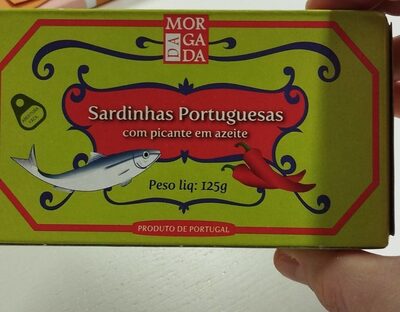 DA MOR
GA
DA
Sardinhas Portuguesas
com picante em azeite
Peso liq: 125g
PRODUTO DE PORTUGAL